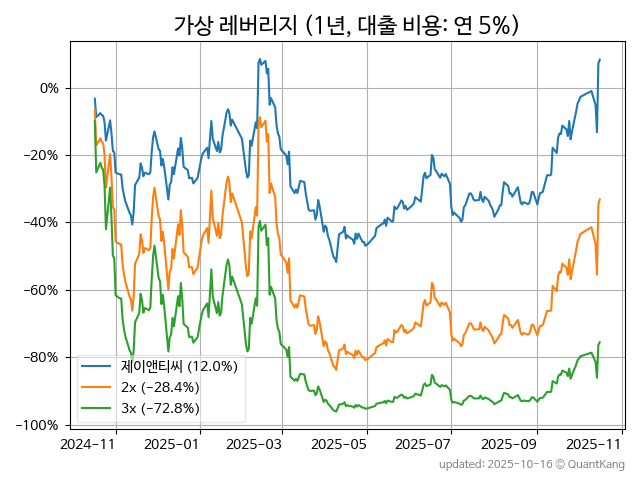 가상 레버리지 (1년, 대출 비용: 연 5%)
0%
−20%
−40%
−60%
−80%
−100%
제이앤티씨 (12.0%)
2x (−28.4%)
3x (−72.8%)
2024-11 2025-01 2025-03 2025-05 2025-07 2025-09 2025-11
updated: 2025-10-16 © QuantKang